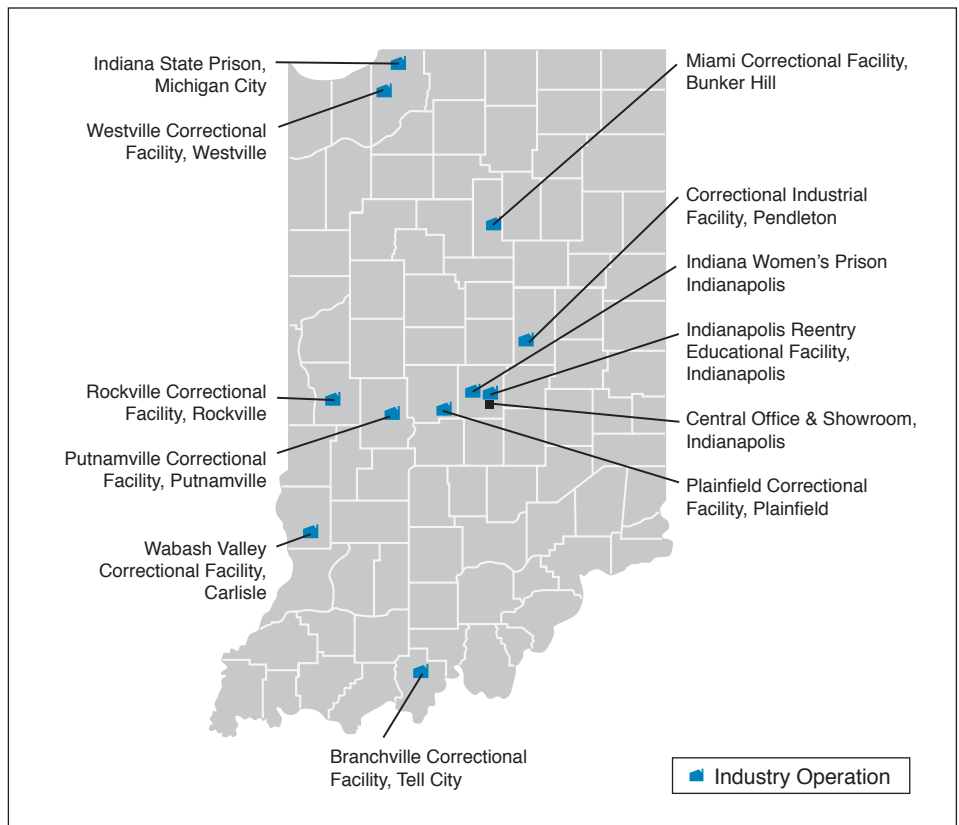 Indiana State Prison,
Michigan City
Westville Correctional
Facility, Westville
Rockville Correctional
Facility, Rockville
Putnamville Correctional
Facility, Putnamville
Wabash Valley
Correctional Facility,
Carlisle
Branchville Correctional
Facility, Tell City
Miami Correctional Facility,
Bunker Hill
Correctional Industrial
Facility, Pendleton
Indiana Women's Prison
Indianapolis
Indianapolis Reentry
Educational Facility,
Indianapolis
Central Office & Showroom,
Indianapolis
Plainfield Correctional
Facility, Plainfield
Industry Operation